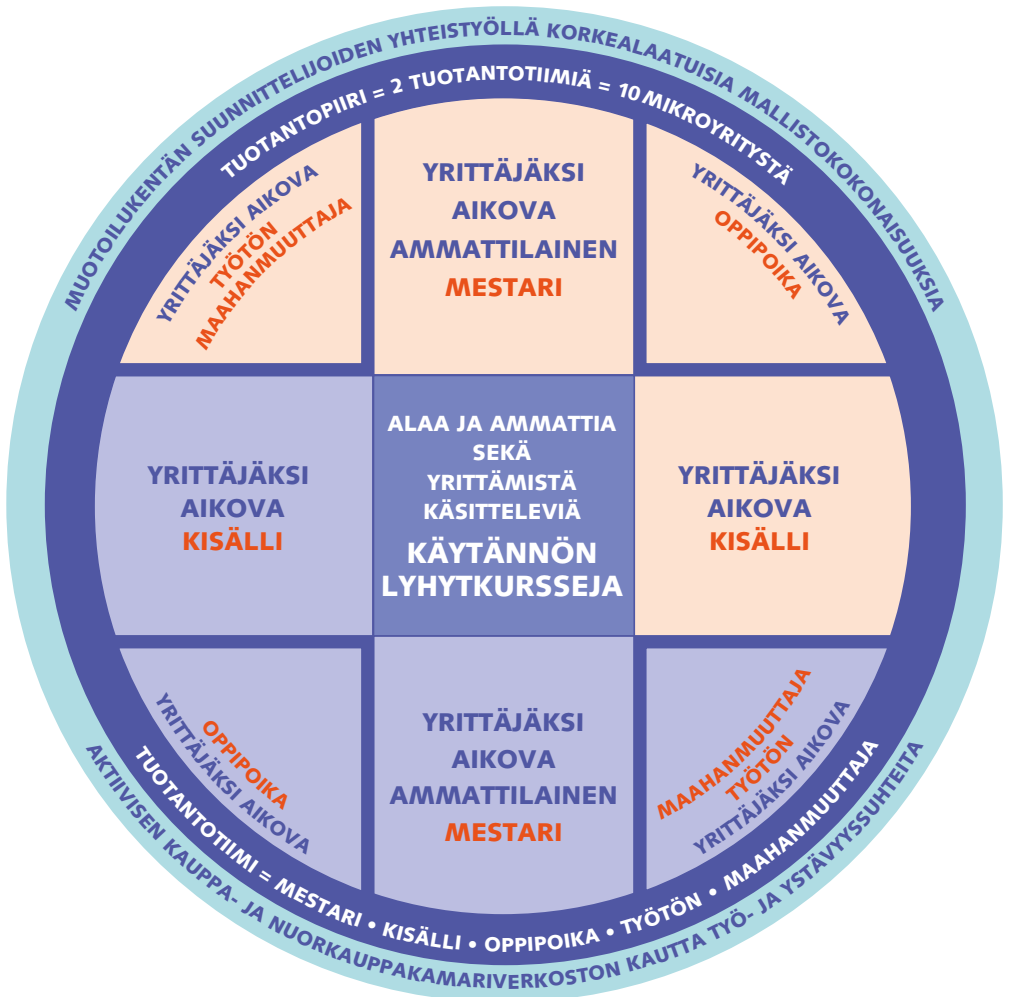 MUOTOILUKENTÄN SUUNNITTELIJOIDEN YHTEISTYÖLLÄ KORKEALAATUISIA MALLISTOKOKONAISUUKSIA
TUOTANTOPIIRI = 2 TUOTANTOTIIMIÄ = 10 MIKROYRITYSTÄ
YRITTÄJÄKSI AIKOVA
TYÖTÖN
MAAHANMUUTTAJA
YRITTÄJÄKSI
AIKOVA
AMMATTILAINEN
MESTARI
YRITTÄJÄKSI AIKOVA
OPPIPOIKA
YRITTÄJÄKSI
AIKOVA
KISÄLLI
ALAA JA AMMATTIA
SEKÄ
YRITTÄMISTÄ
KÄSITTELEVIÄ
KÄYTÄNNÖN
LYHYTKURSSEJA
YRITTÄJÄKSI
AIKOVA
KISÄLLI
OPPIPOIKA
YRITTÄJÄKSI AIKOVA
YRITTÄJÄKSI
AIKOVA
AMMATTILAINEN
MESTARI
MAAHANMUUTTAJA
TYÖTÖN
YRITTÄJÄKSI AIKOVA
TUOTANTOTIIMI = MESTARI • KISÄLLI • OPPIPOIKA • TYÖTÖN • MAAHANMUUTTAJA
AKTIIVISEN KAUPPA- JA NUORKAUPPAKAMARIVERKOSTON KAUTTA TYÖ- JA YSTÄVYYSSUHTEITA